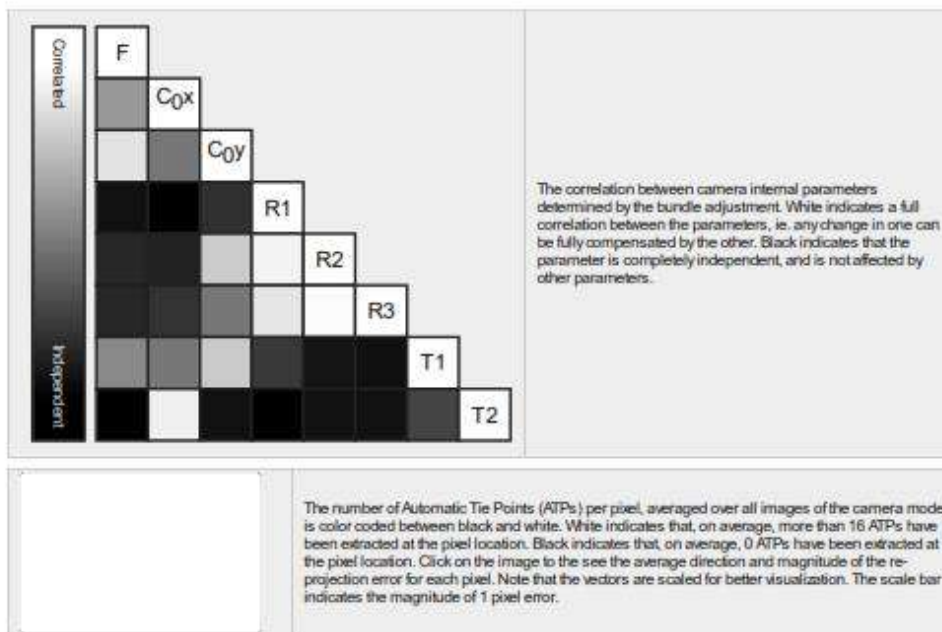 Correlated
Independent
F
C0x
C0y
R1
R2
R3
T1
T2
The correlation between camera internal parameters
determined by the bundle adjustment. White indicates a full
correlation between the parameters, ie. any change in one can
be fully compensated by the other. Black indicates that the
parameter is completely independent, and is not affected by
other parameters.
The number of Automatic Tie Points (ATPs) per pixel, averaged over all images of the camera mode
is color coded between black and white. White indicates that, on average, more than 16 ATPs have
been extracted at the pixel location. Black indicates that, on average, 0 ATPs have been extracted at
the pixel location. Click on the image to the see the average direction and magnitude of the re-
projection error for each pixel. Note that the vectors are scaled for better visualization. The scale bar
indicates the magnitude of 1 pixel error.